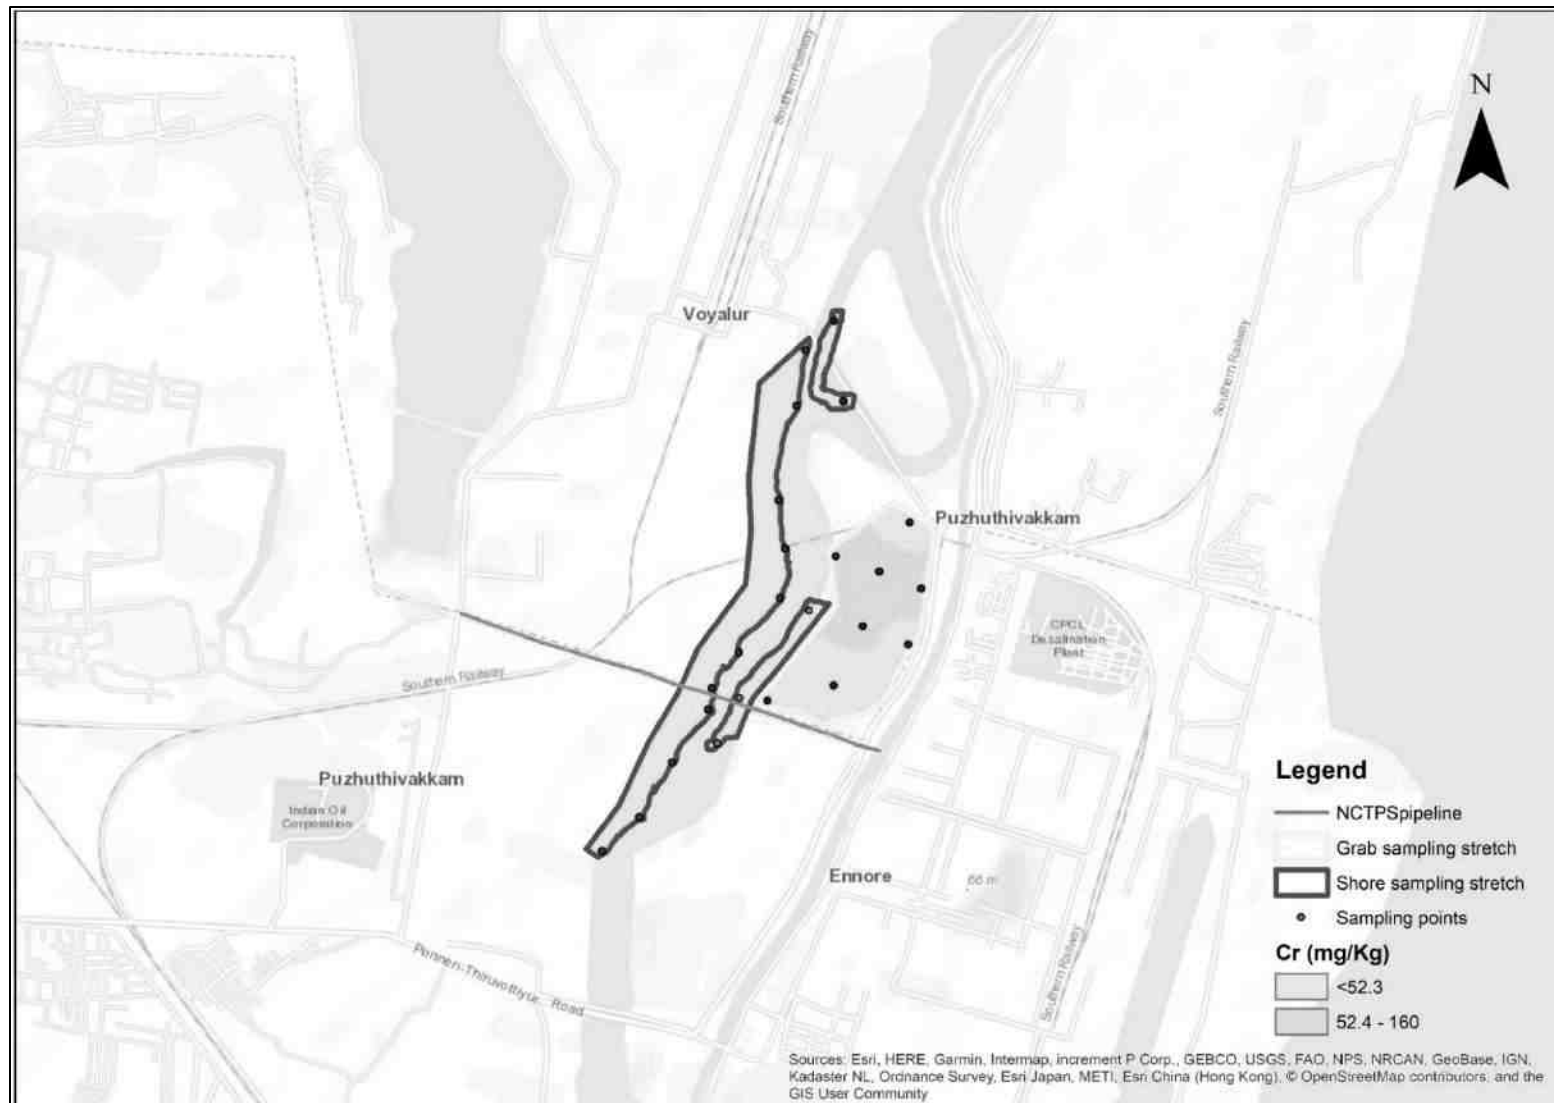 Southern Railway
N
Voyalur
Southern Railway
Puzhuthivakkam
CPCL
Desalination
Plant
Southern Railway
Puzhuthivakkam
Indian Oil
Corporation
Ennore
66 m
Ponneri-Thiruvottiyur Road
Southern Railway
Legend
NCTPSpipeline
Grab sampling stretch
Shore sampling stretch
Sampling points
Cr (mg/Kg)
<52.3
52.4 - 160
Sources: Esri, HERE, Garmin, Intermap, increment P Corp., GEBCO, USGS, FAO, NPS, NRCAN, GeoBase, IGN,
Kadaster NL, Ordnance Survey, Esri Japan, METI, Esri China (Hong Kong), © OpenStreetMap contributors, and the
GIS User Community